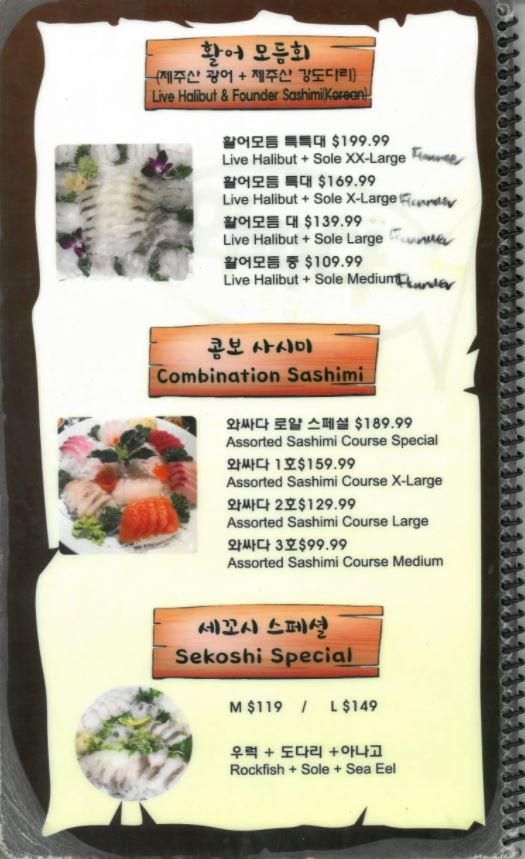 활어 모듬회
(제주산 광어 + 제주산 강도다리)
Live Halibut & Founder Sashimi(Korean)
활어모듬 특특대 $199.99
Live Halibut + Sole XX-Large Flounder
활어모듬 특대 $169.99
Live Halibut + Sole X-Large Flounder
활어모듬 대 $139.99
Live Halibut + Sole Large Flounder
활어모듬 중 $109.99
Live Halibut + Sole Medium Flounder
콤보 사시미
Combination Sashimi
와싸다 로얄 스페셜 $189.99
Assorted Sashimi Course Special
와싸다 1호$159.99
Assorted Sashimi Course X-Large
와싸다 2호$129.99
Assorted Sashimi Course Large
와싸다 3호$99.99
Assorted Sashimi Course Medium
세꼬시 스페셜
Sekoshi Special
M $119 / L $149
우럭 + 도다리 +아나고
Rockfish + Sole + Sea Eel